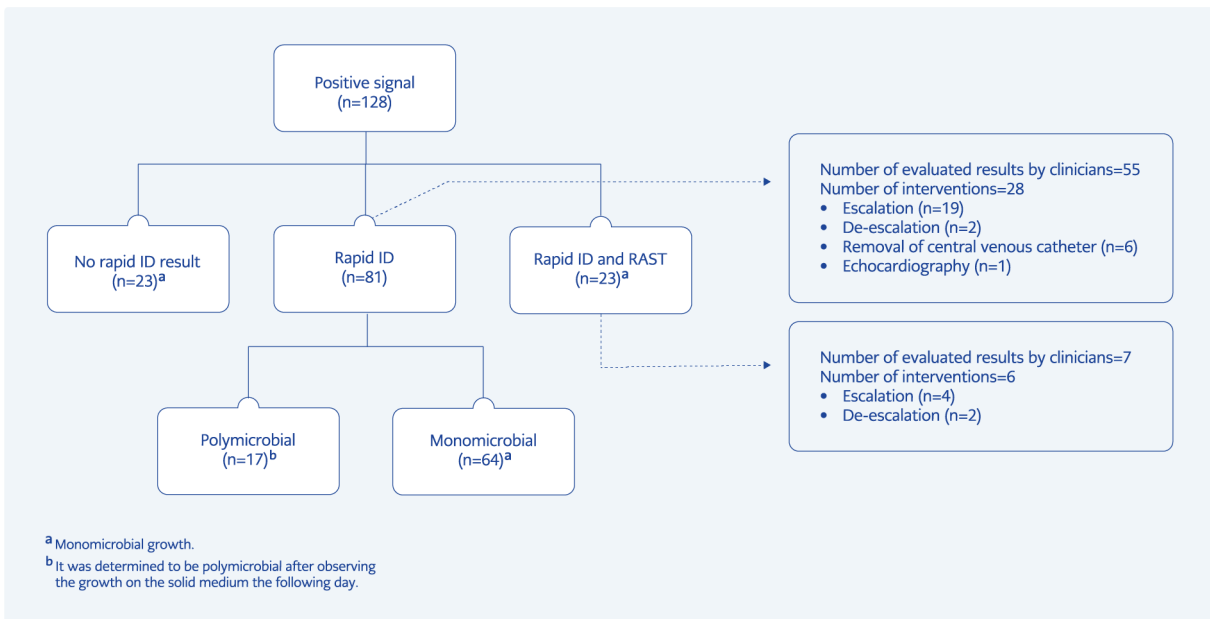 Positive signal
(n=128)
No rapid ID result
(n=23)a
Rapid ID
(n=81)
Rapid ID and RAST
(n=23)a
Polymicrobial
(n=17)b
Monomicrobial
(n=64)a
Number of evaluated results by clinicians=55
Number of interventions=28
• Escalation (n=19)
• De-escalation (n=2)
• Removal of central venous catheter (n=6)
• Echocardiography (n=1)
Number of evaluated results by clinicians=7
Number of interventions=6
• Escalation (n=4)
• De-escalation (n=2)
a Monomicrobial growth.
b It was determined to be polymicrobial after observing
the growth on the solid medium the following day.